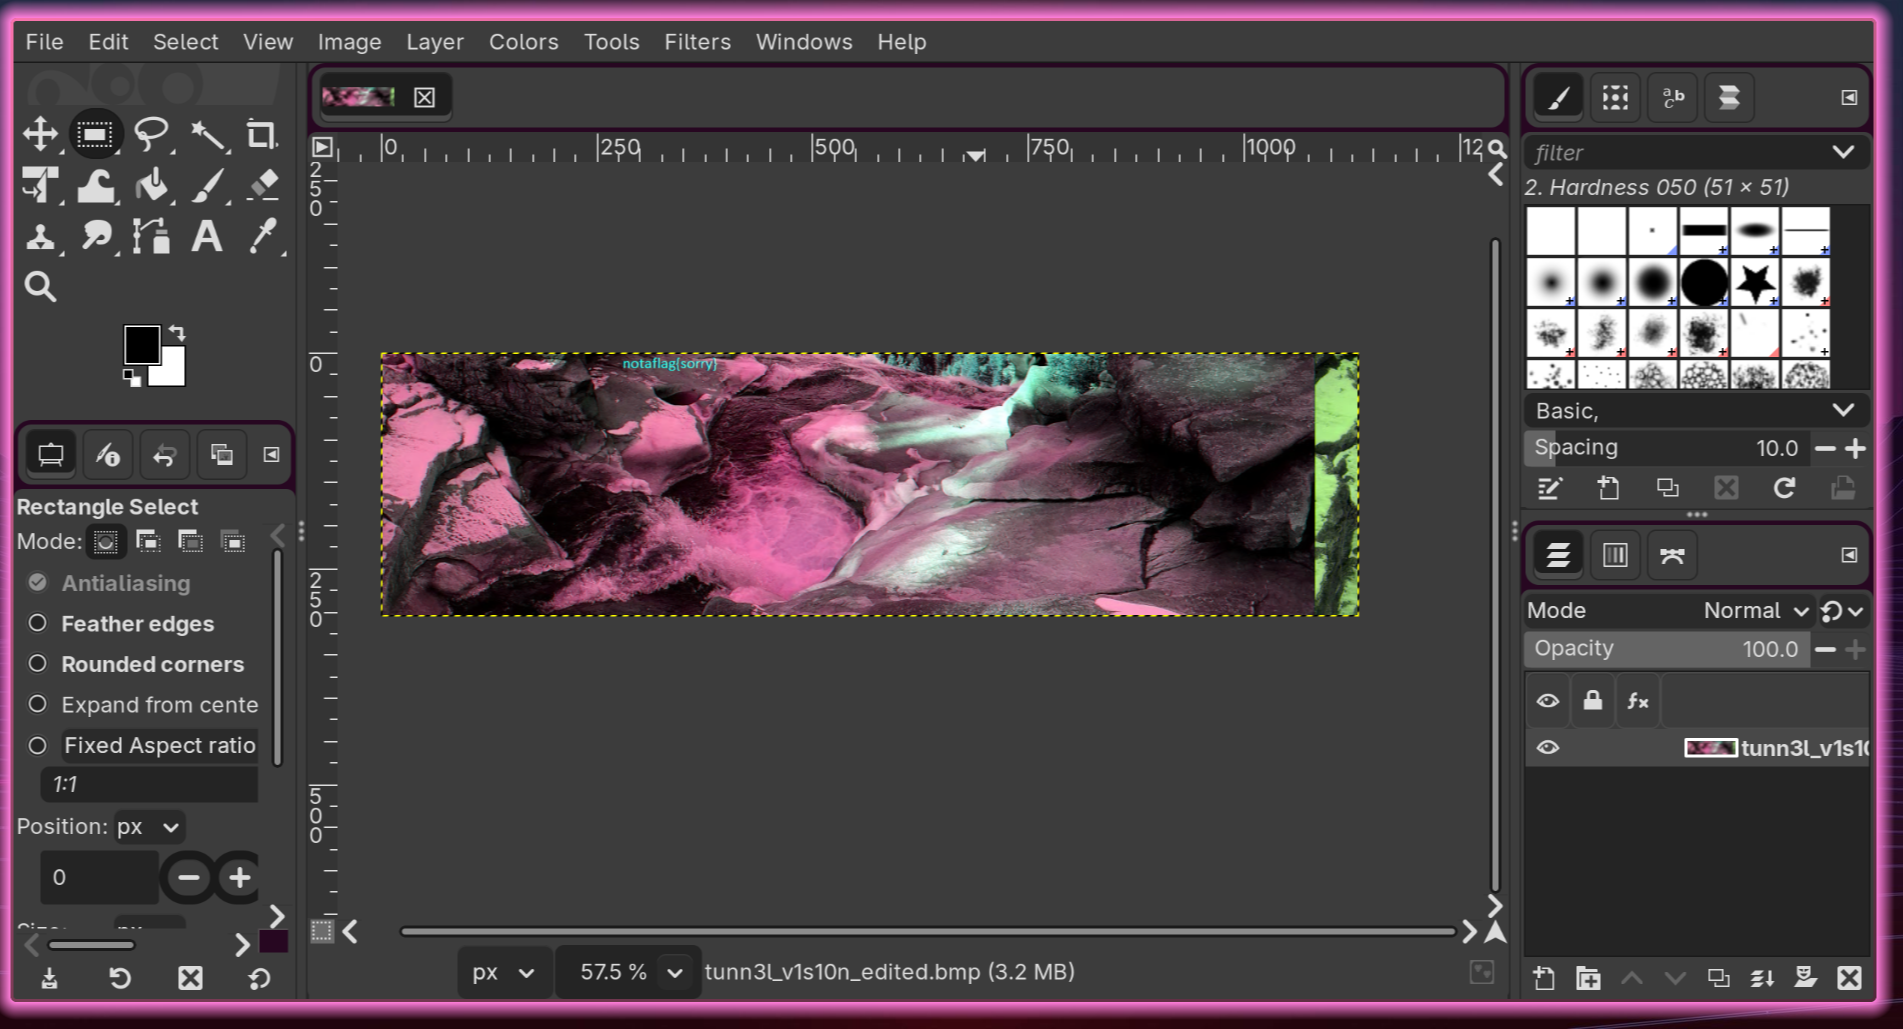 File Edit Select View Image Layer Colors Tools Filters Windows Help
0 250 500 750 1000 12
filter
2. Hardness 050 (51 × 51)
250
0
250
500
notaflag{sorry}
Basic,
Spacing 10.0
Rectangle Select
Mode:
Antialiasing
Feather edges
Rounded corners
Expand from cente
Fixed Aspect ratio
1:1
Position: px
0
Mode Normal
Opacity 100.0
fx
tunn3l_v1s10
px 57.5 % tunn3l_v1s10n_edited.bmp (3.2 MB)